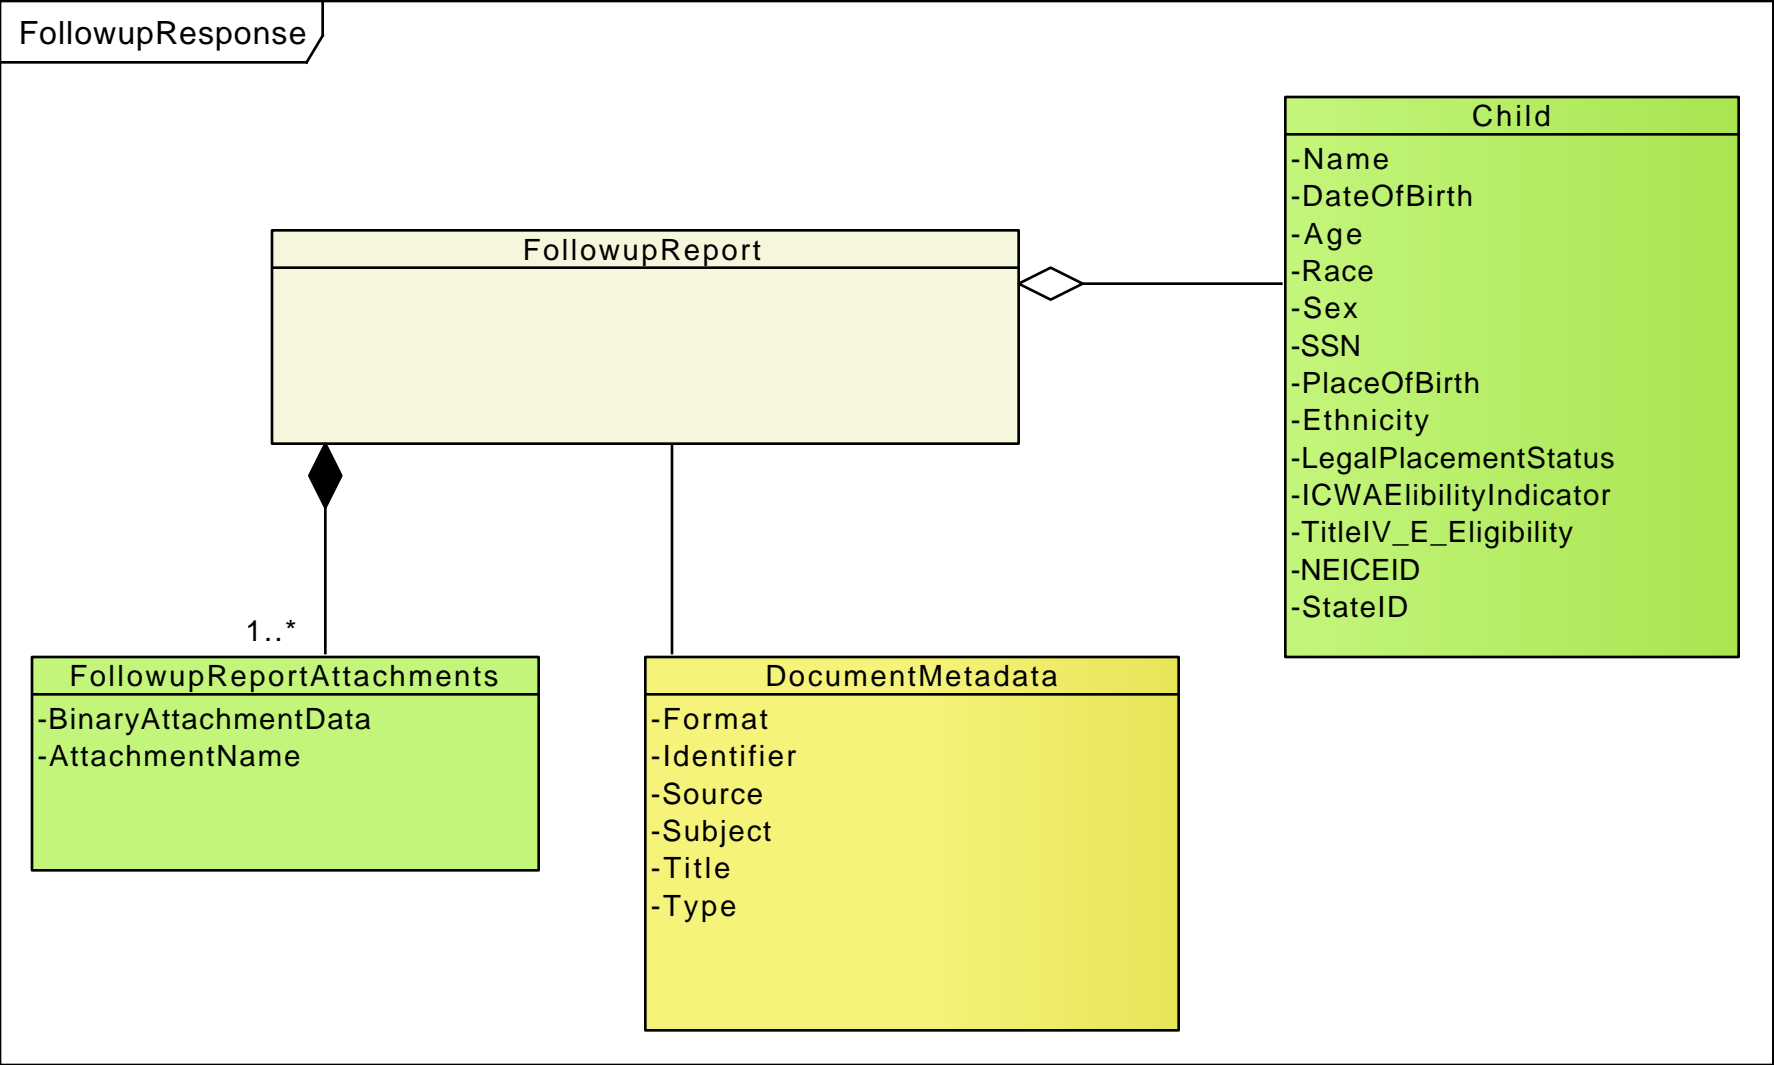 FollowupResponse
Child
-Name
-DateOfBirth
-Age
-Race
-Sex
-SSN
-PlaceOfBirth
-Ethnicity
-LegalPlacementStatus
-ICWAElibilityIndicator
-TitleIV_E_Eligibility
-NEICEID
-StateID
FollowupReport
1..*
FollowupReportAttachments
-BinaryAttachmentData
-AttachmentName
DocumentMetadata
-Format
-Identifier
-Source
-Subject
-Title
-Type